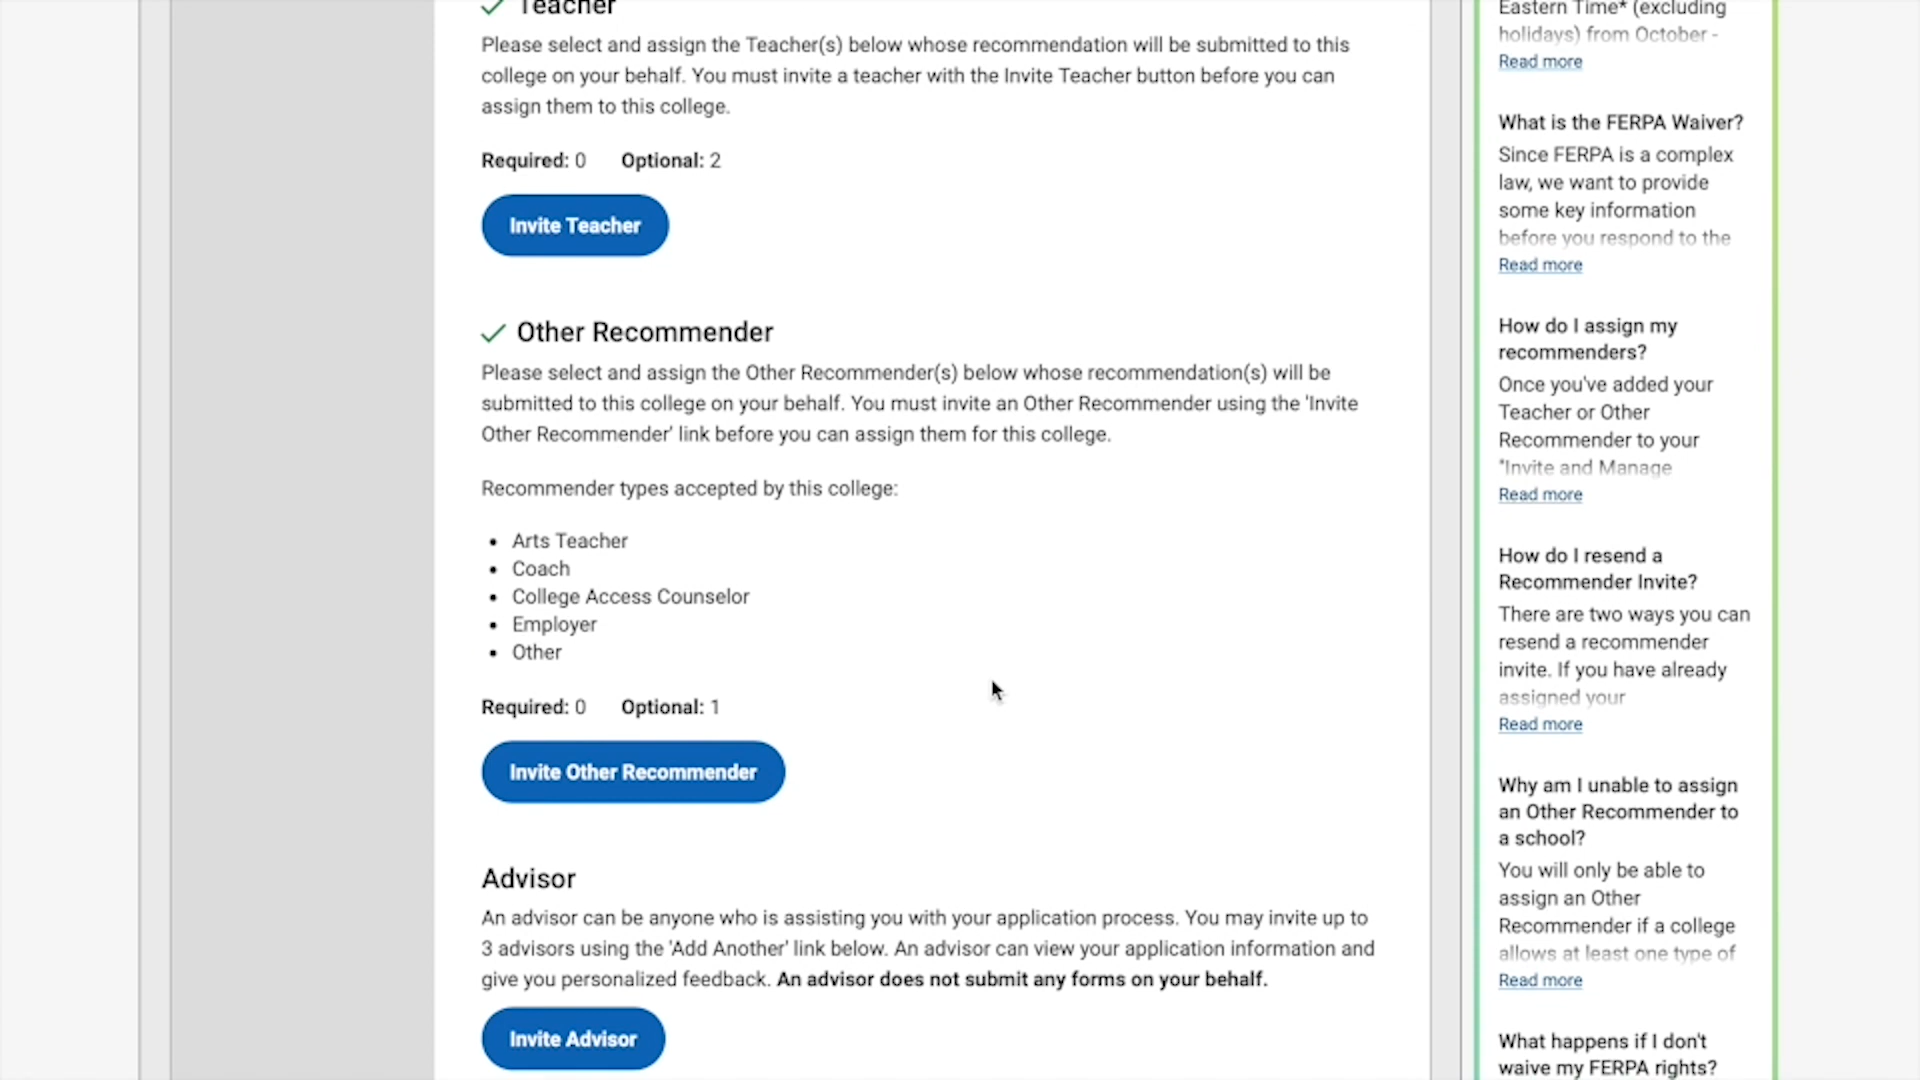 Teacher
Please select and assign the Teacher(s) below whose recommendation will be submitted to this
college on your behalf. You must invite a teacher with the Invite Teacher button before you can
assign them to this college.
Required: 0 Optional: 2
Invite Teacher
Other Recommender
Please select and assign the Other Recommender(s) below whose recommendation(s) will be
submitted to this college on your behalf. You must invite an Other Recommender using the 'Invite
Other Recommender' link before you can assign them for this college.
Recommender types accepted by this college:
• Arts Teacher
• Coach
• College Access Counselor
• Employer
• Other
Required: 0 Optional: 1
Invite Other Recommender
Advisor
An advisor can be anyone who is assisting you with your application process. You may invite up to
3 advisors using the 'Add Another' link below. An advisor can view your application information and
give you personalized feedback. An advisor does not submit any forms on your behalf.
Invite Advisor
Eastern Time* (excluding
holidays) from October -
Read more
What is the FERPA Waiver?
Since FERPA is a complex
law, we want to provide
some key information
before you respond to the
Read more
How do I assign my
recommenders?
Once you've added your
Teacher or Other
Recommender to your
"Invite and Manage
Read more
How do I resend a
Recommender Invite?
There are two ways you can
resend a recommender
invite. If you have already
assigned your
Read more
Why am I unable to assign
an Other Recommender to
a school?
You will only be able to
assign an Other
Recommender if a college
allows at least one type of
Read more
What happens if I don't
waive my FERPA rights?